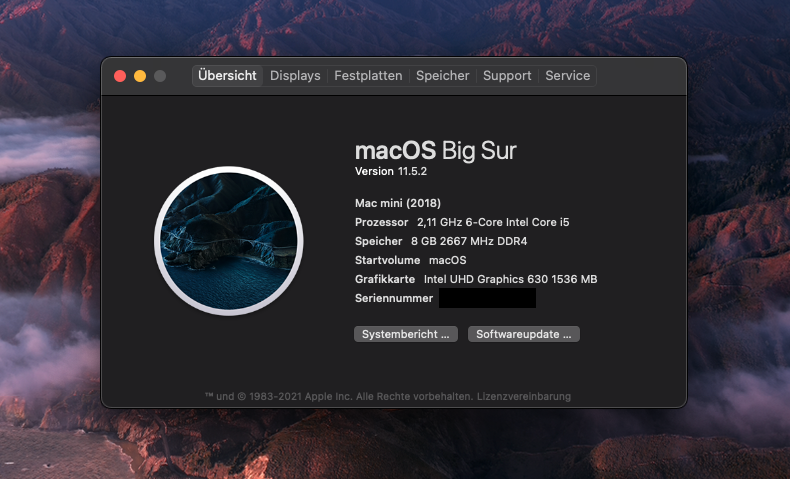 Übersicht Displays Festplatten Speicher Support Service
macOS Big Sur
Version 11.5.2
Mac mini (2018)
Prozessor 2,11 GHz 6-Core Intel Core i5
Speicher 8 GB 2667 MHz DDR4
Startvolume macOS
Grafikkarte Intel UHD Graphics 630 1536 MB
Seriennummer
Systembericht ... Softwareupdate ...
™ und © 1983-2021 Apple Inc. Alle Rechte vorbehalten. Lizenzvereinbarung